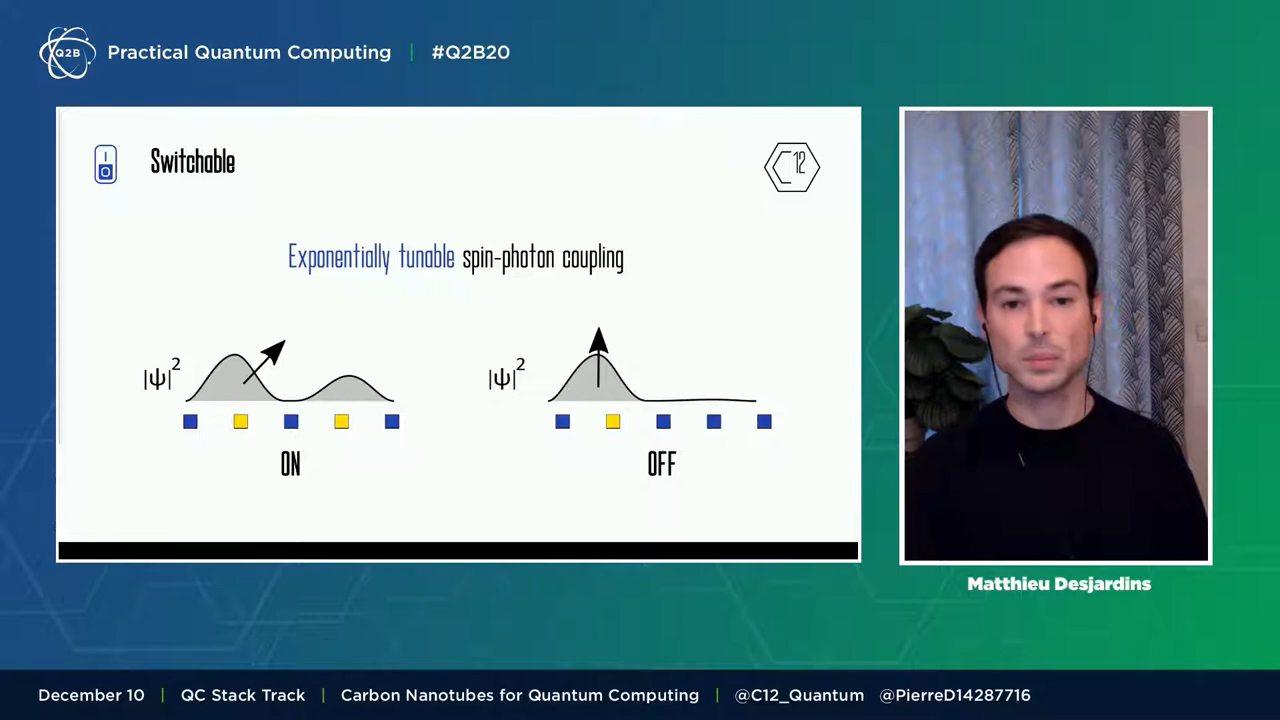 Q2B
Practical Quantum Computing | #Q2B20
Switchable
C12
Exponentially tunable spin-photon coupling
|ψ|²
|ψ|²
ON
OFF
Matthieu Desjardins
December 10 | QC Stack Track | Carbon Nanotubes for Quantum Computing | @C12_Quantum @PierreD14287716